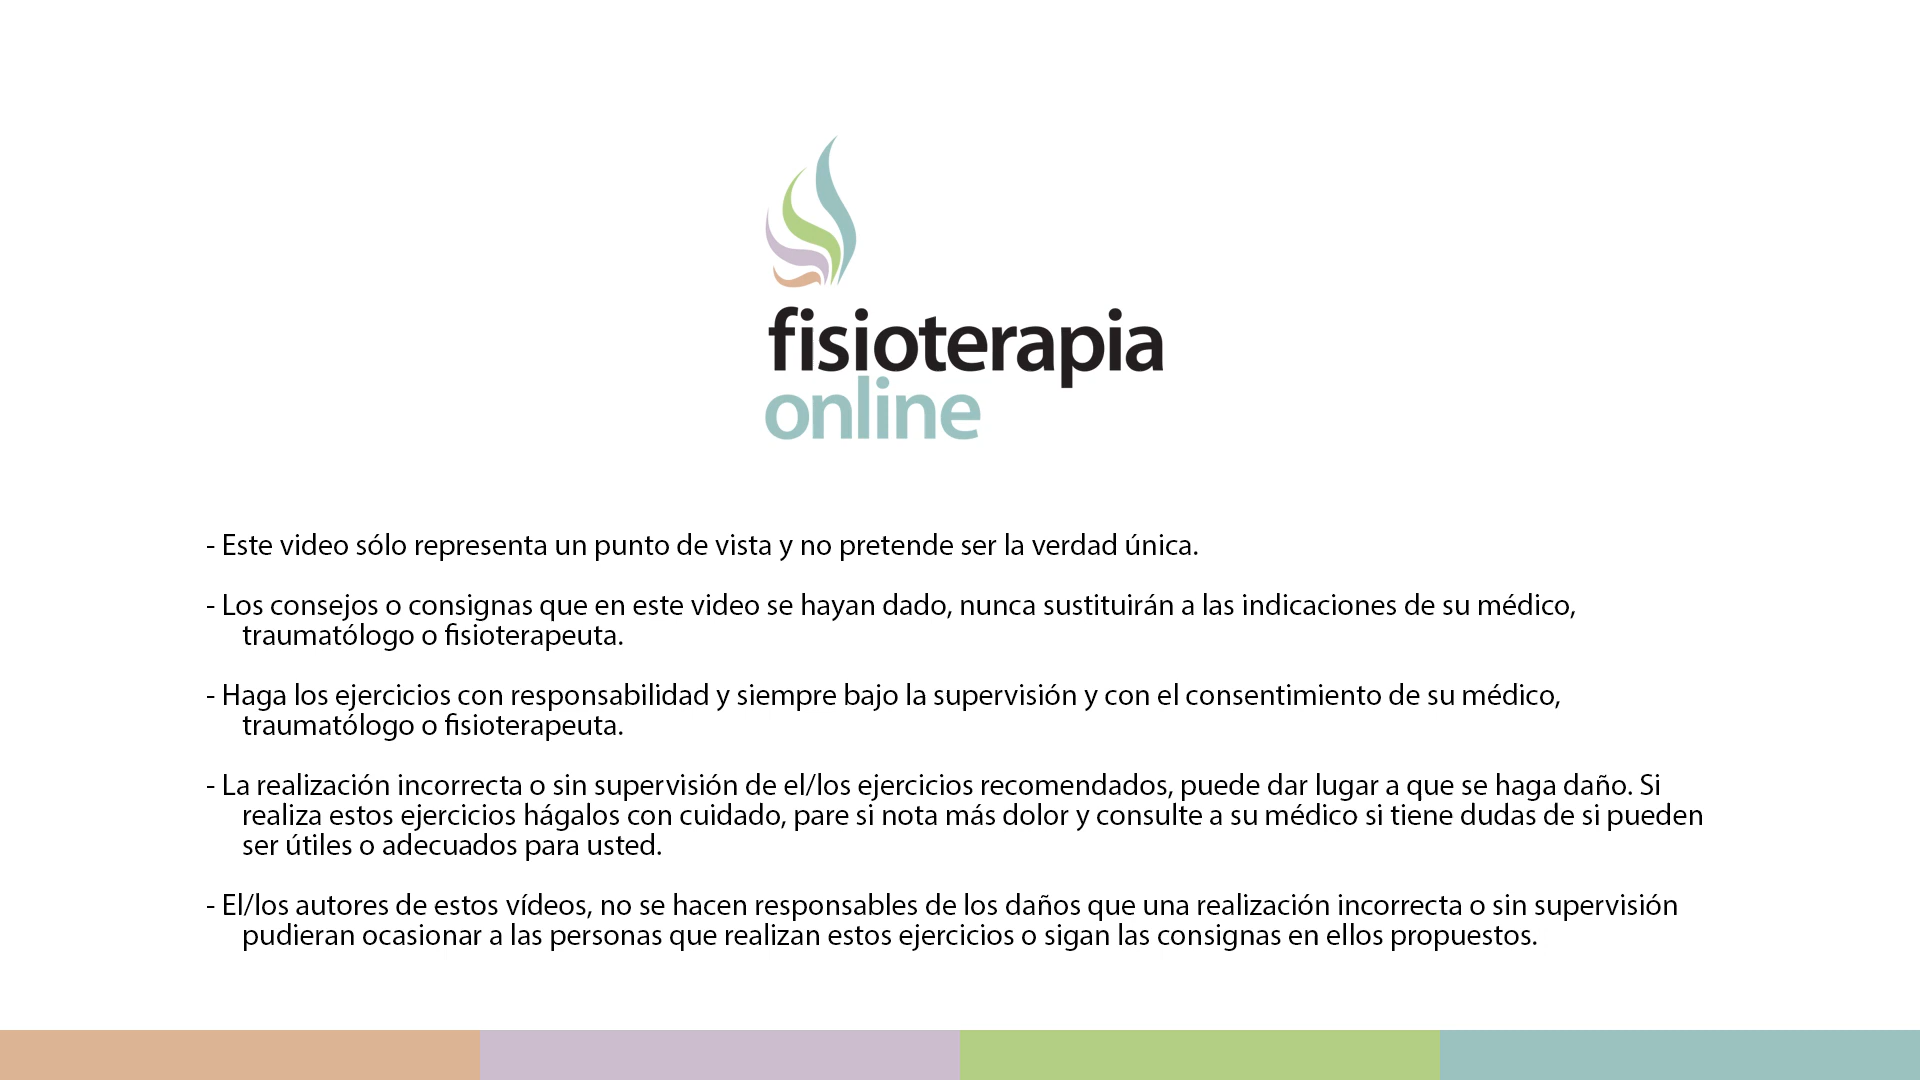 fisioterapia
online
- Este video sólo representa un punto de vista y no pretende ser la verdad única.
- Los consejos o consignas que en este video se hayan dado, nunca sustituirán a las indicaciones de su médico,
traumatólogo o fisioterapeuta.
- Haga los ejercicios con responsabilidad y siempre bajo la supervisión y con el consentimiento de su médico,
traumatólogo o fisioterapeuta.
- La realización incorrecta o sin supervisión de el/los ejercicios recomendados, puede dar lugar a que se haga daño. Si
realiza estos ejercicios hágalos con cuidado, pare si nota más dolor y consulte a su médico si tiene dudas de si pueden
ser útiles o adecuados para usted.
- El/los autores de estos vídeos, no se hacen responsables de los daños que una realización incorrecta o sin supervisión
pudieran ocasionar a las personas que realizan estos ejercicios o sigan las consignas en ellos propuestos.